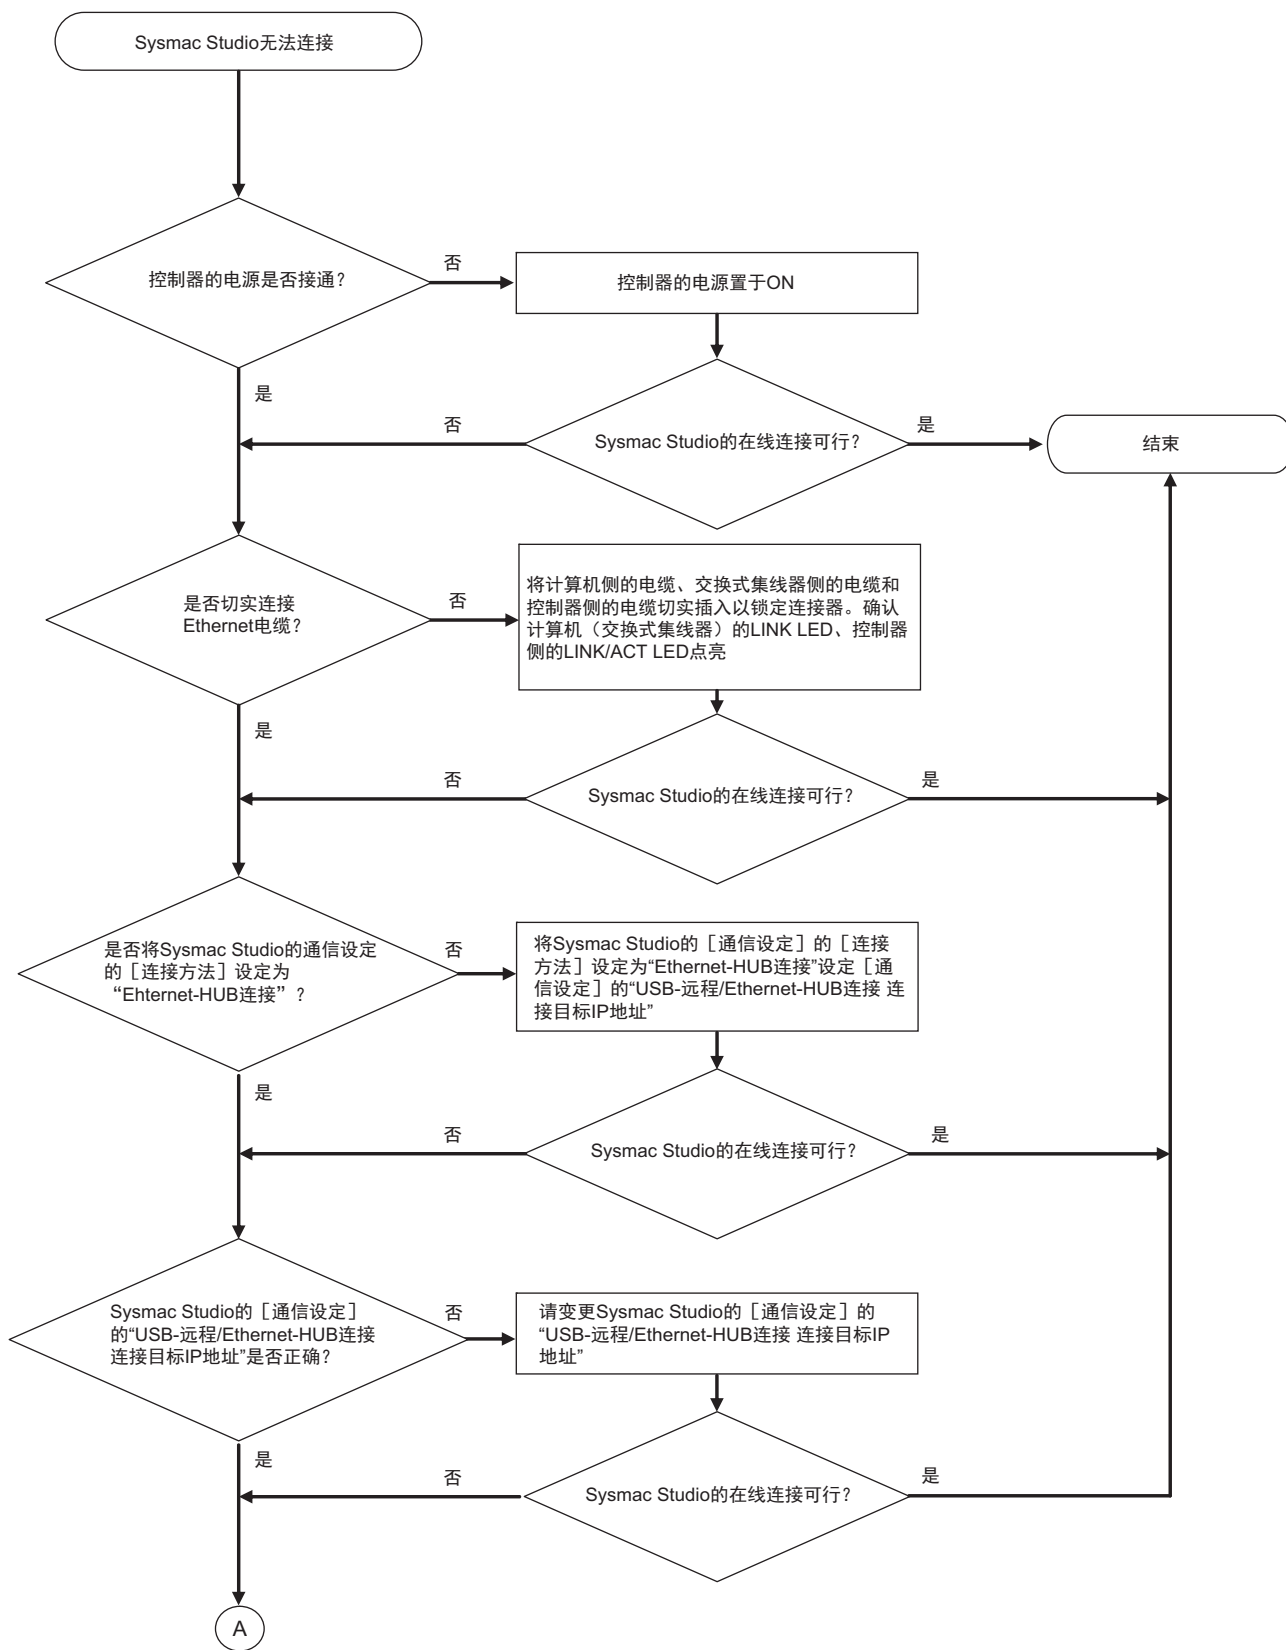 Sysmac Studio无法连接
控制器的电源是否接通？
否
控制器的电源置于ON
是
否
Sysmac Studio的在线连接可行？
是
结束
是否切实连接
Ethernet电缆？
否
将计算机侧的电缆、交换式集线器侧的电缆和
控制器侧的电缆切实插入以锁定连接器。确认
计算机（交换式集线器）的LINK LED、控制器
侧的LINK/ACT LED点亮
是
否
Sysmac Studio的在线连接可行？
是
是否将Sysmac Studio的通信设定
的［连接方法］设定为
“Ehternet-HUB连接”？
否
将Sysmac Studio的［通信设定］的［连接
方法］设定为“Ethernet-HUB连接”设定［通
信设定］的“USB-远程/Ethernet-HUB连接 连
接目标IP地址”
是
否
Sysmac Studio的在线连接可行？
是
Sysmac Studio的［通信设定］
的“USB-远程/Ethernet-HUB连接
连接目标IP地址”是否正确？
否
请变更Sysmac Studio的［通信设定］的
“USB-远程/Ethernet-HUB连接 连接目标IP
地址”
是
否
Sysmac Studio的在线连接可行？
是
A